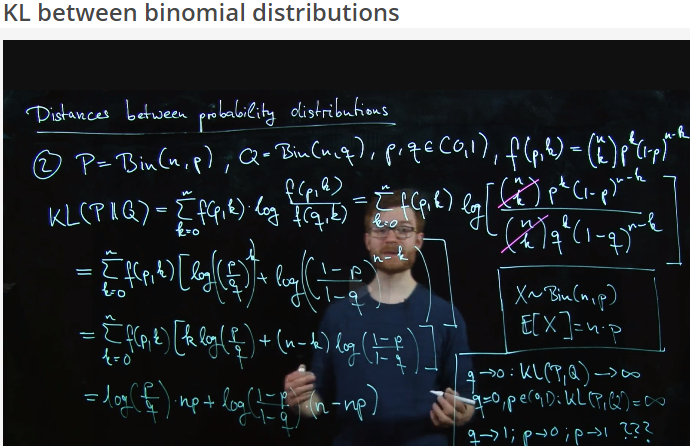 KL between binomial distributions
Distances between probability distributions
② P = Bin(n,p), Q = Bin(n,q), p,q ∈ (0,1), f(p,k) = (n k) p^k (1-p)^{n-k}
KL(P‖Q) = Σ_{k=0}^{n} f(p,k) · log f(p,k)/f(q,k) = Σ_{k=0}^{n} f(p,k) log[ (n k) p^k (1-p)^{n-k} / (n k) q^k (1-q)^{n-k} ]
= Σ_{k=0}^{n} f(p,k) [ log(p/q)^k + log((1-p)/(1-q))^{n-k} ]
= Σ_{k=0}^{n} f(p,k) [ k log(p/q) + (n-k) log((1-p)/(1-q)) ]
= log(p/q) · np + log((1-p)/(1-q)) (n-np)
X ~ Bin(n,p)
E[X] = n·p
q → 0 : KL(P,Q) → ∞
q=0, p ∈ (0,1) : KL(P,Q) = ∞
q → 1 ; p → 0 ; p → 1 ???